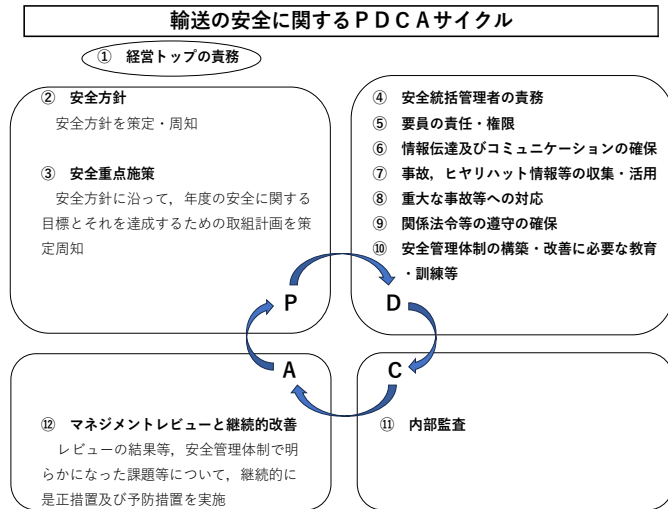 輸送の安全に関するＰＤＣＡサイクル
① 経営トップの責務
② 安全方針
安全方針を策定・周知
③ 安全重点施策
安全方針に沿って，年度の安全に関する
目標とそれを達成するための取組計画を策
定周知
P
④ 安全統括管理者の責務
⑤ 要員の責任・権限
⑥ 情報伝達及びコミュニケーションの確保
⑦ 事故，ヒヤリハット情報等の収集・活用
⑧ 重大な事故等への対応
⑨ 関係法令等の遵守の確保
⑩ 安全管理体制の構築・改善に必要な教育
・訓練等
D
A
⑫ マネジメントレビューと継続的改善
レビューの結果等，安全管理体制で明
らかになった課題等について，継続的に
是正措置及び予防措置を実施
C
⑪ 内部監査